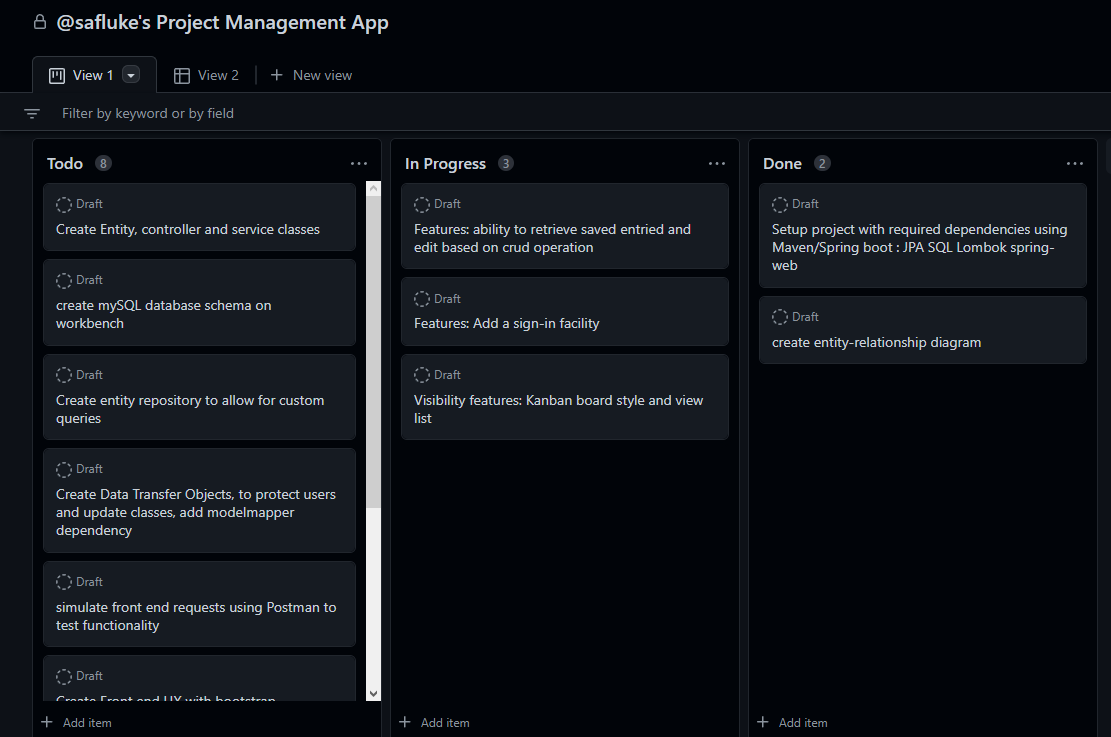 @safluke's Project Management App
View 1
View 2
New view
Filter by keyword or by field
Todo 8
Draft
Create Entity, controller and service classes
Draft
create mySQL database schema on
workbench
Draft
Create entity repository to allow for custom
queries
Draft
Create Data Transfer Objects, to protect users
and update classes, add modelmapper
dependency
Draft
simulate front end requests using Postman to
test functionality
Draft
Create Front end UX with bootstrap
Add item
In Progress 3
Draft
Features: ability to retrieve saved entried and
edit based on crud operation
Draft
Features: Add a sign-in facility
Draft
Visibility features: Kanban board style and view
list
Add item
Done 2
Draft
Setup project with required dependencies using
Maven/Spring boot : JPA SQL Lombok spring-
web
Draft
create entity-relationship diagram
Add item